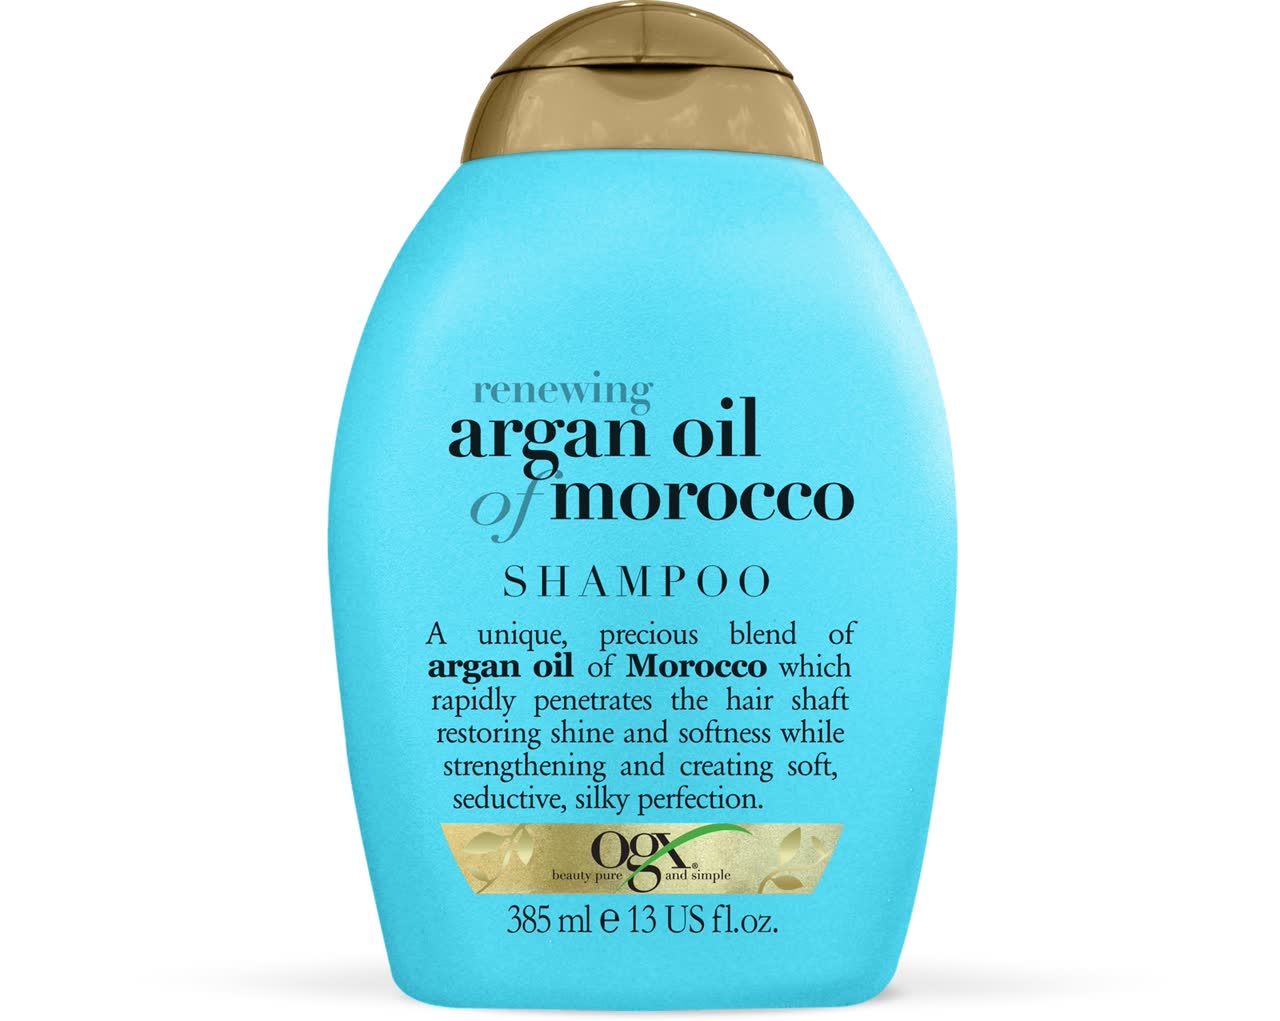 renewing
argan oil
of morocco
SHAMPOO
A unique, precious blend of
argan oil of Morocco which
rapidly penetrates the hair shaft
restoring shine and softness while
strengthening and creating soft,
seductive, silky perfection.
ogx®
beauty pure and simple
385 ml e 13 US fl.oz.